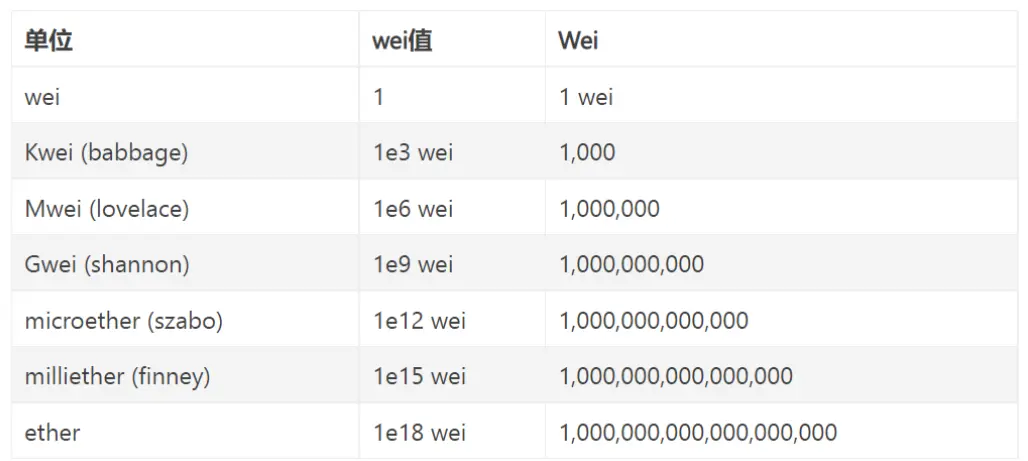 单位 wei值 Wei
wei 1 1 wei
Kwei (babbage) 1e3 wei 1,000
Mwei (lovelace) 1e6 wei 1,000,000
Gwei (shannon) 1e9 wei 1,000,000,000
microether (szabo) 1e12 wei 1,000,000,000,000
milliether (finney) 1e15 wei 1,000,000,000,000,000
ether 1e18 wei 1,000,000,000,000,000,000